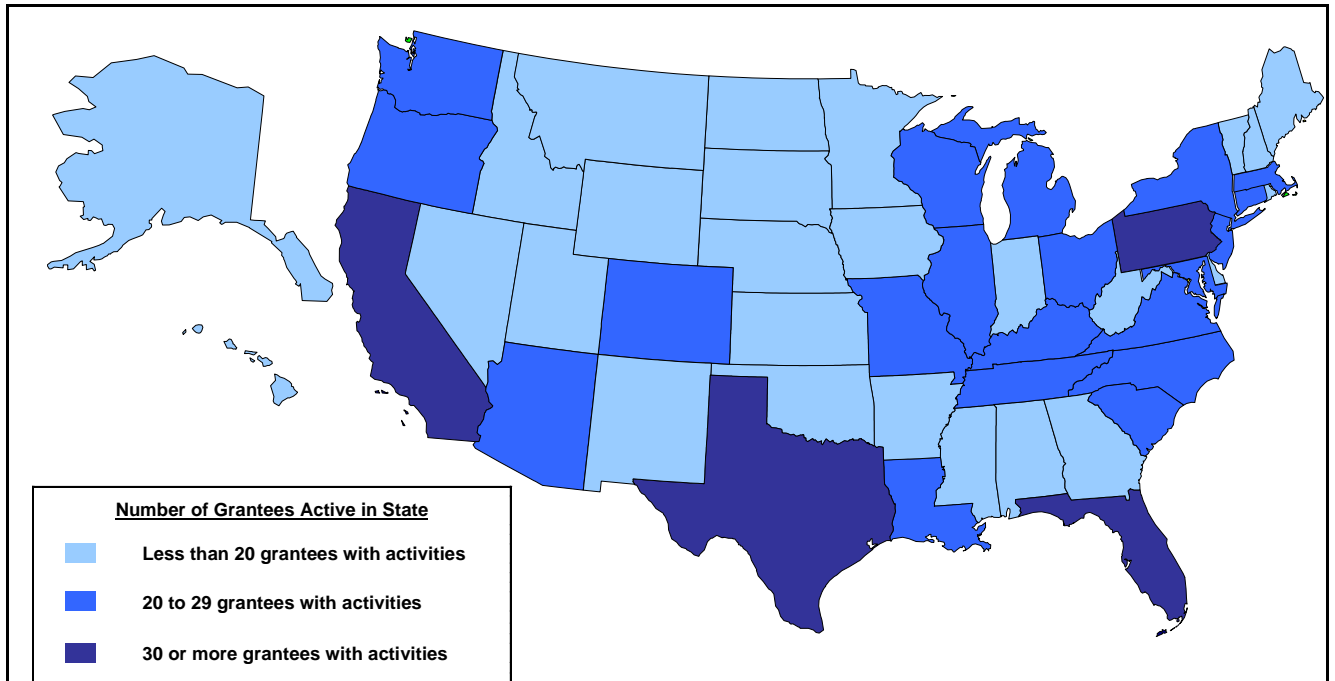 Number of Grantees Active in State
Less than 20 grantees with activities
20 to 29 grantees with activities
30 or more grantees with activities